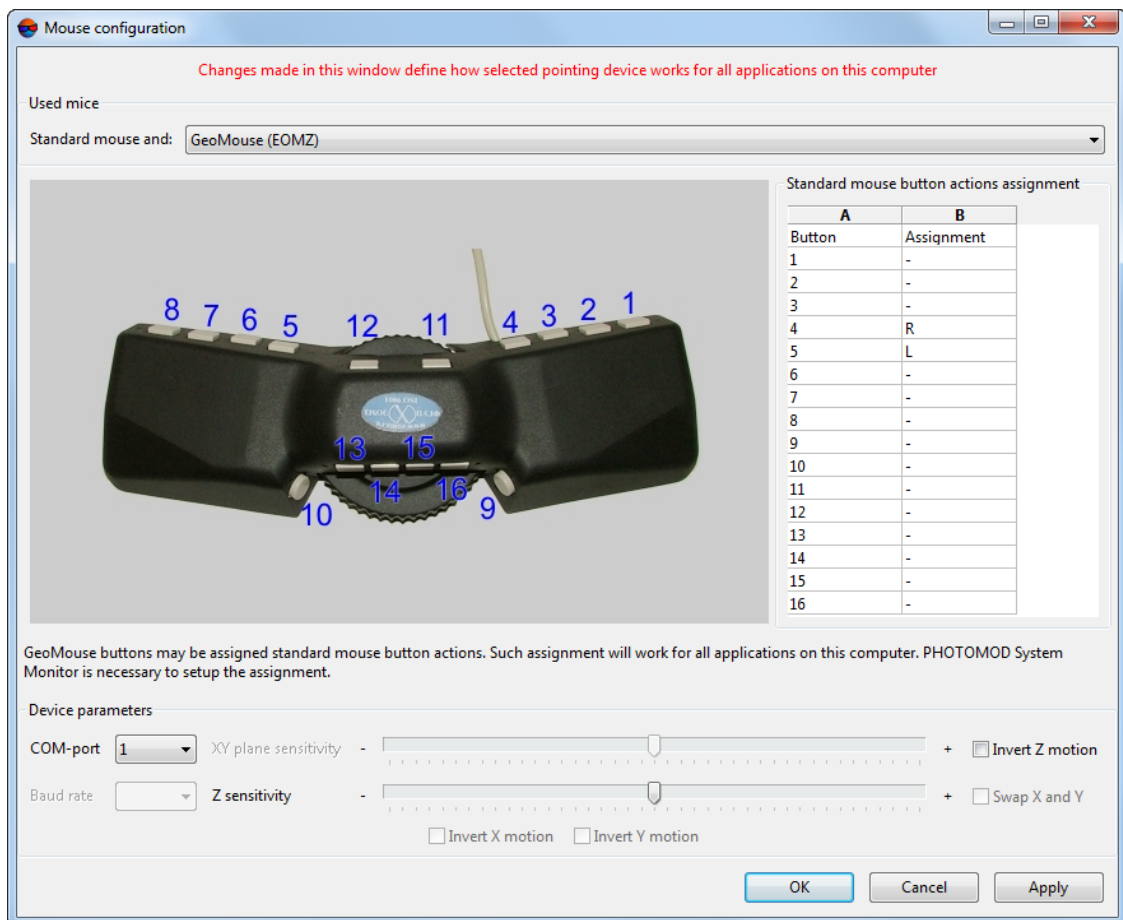 Mouse configuration
Changes made in this window define how selected pointing device works for all applications on this computer
Used mice
Standard mouse and: GeoMouse (EOMZ)
Standard mouse button actions assignment
A B
Button Assignment
1 -
2 -
3 -
4 R
5 L
6 -
7 -
8 -
9 -
10 -
11 -
12 -
13 -
14 -
15 -
16 -
8 7 6 5 12 11 4 3 2 1
13 15
14 16 9
10
GeoMouse buttons may be assigned standard mouse button actions. Such assignment will work for all applications on this computer. PHOTOMOD System
Monitor is necessary to setup the assignment.
Device parameters
COM-port 1 XY plane sensitivity - + Invert Z motion
Baud rate Z sensitivity - + Swap X and Y
Invert X motion Invert Y motion
OK Cancel Apply